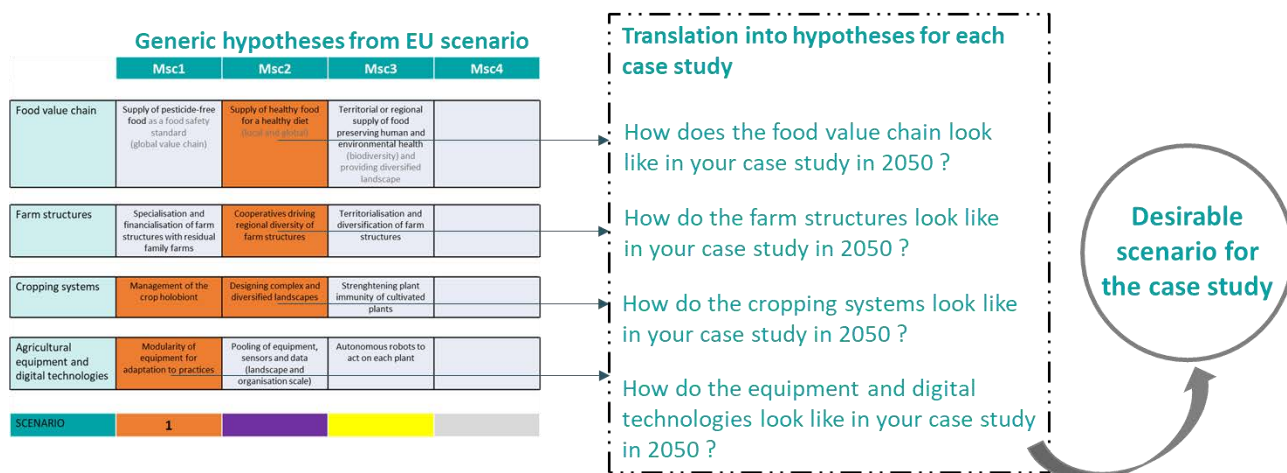 Generic hypotheses from EU scenario
Msc1 Msc2 Msc3 Msc4
Food value chain
Supply of pesticide-free
food as a food safety
standard
(global value chain)
Supply of healthy food
for a healthy diet
(local and global)
Territorial or regional
supply of food
preserving human and
environmental health
(biodiversity) and
providing diversified
landscape
Farm structures
Specialisation and
financialisation of farm
structures with residual
family farms
Cooperatives driving
regional diversity of
farm structures
Territorialisation and
diversification of farm
structures
Cropping systems
Management of the
crop holobiont
Designing complex and
diversified landscapes
Strenghtening plant
immunity of cultivated
plants
Agricultural
equipment and
digital technologies
Modularity of
equipment for
adaptation to practices
Pooling of equipment,
sensors and data
(landscape and
organisation scale)
Autonomous robots to
act on each plant
SCENARIO 1
Translation into hypotheses for each
case study
How does the food value chain look
like in your case study in 2050 ?
How do the farm structures look like
in your case study in 2050 ?
How do the cropping systems look like
in your case study in 2050 ?
How do the equipment and digital
technologies look like in your case study
in 2050 ?
Desirable
scenario for
the case study